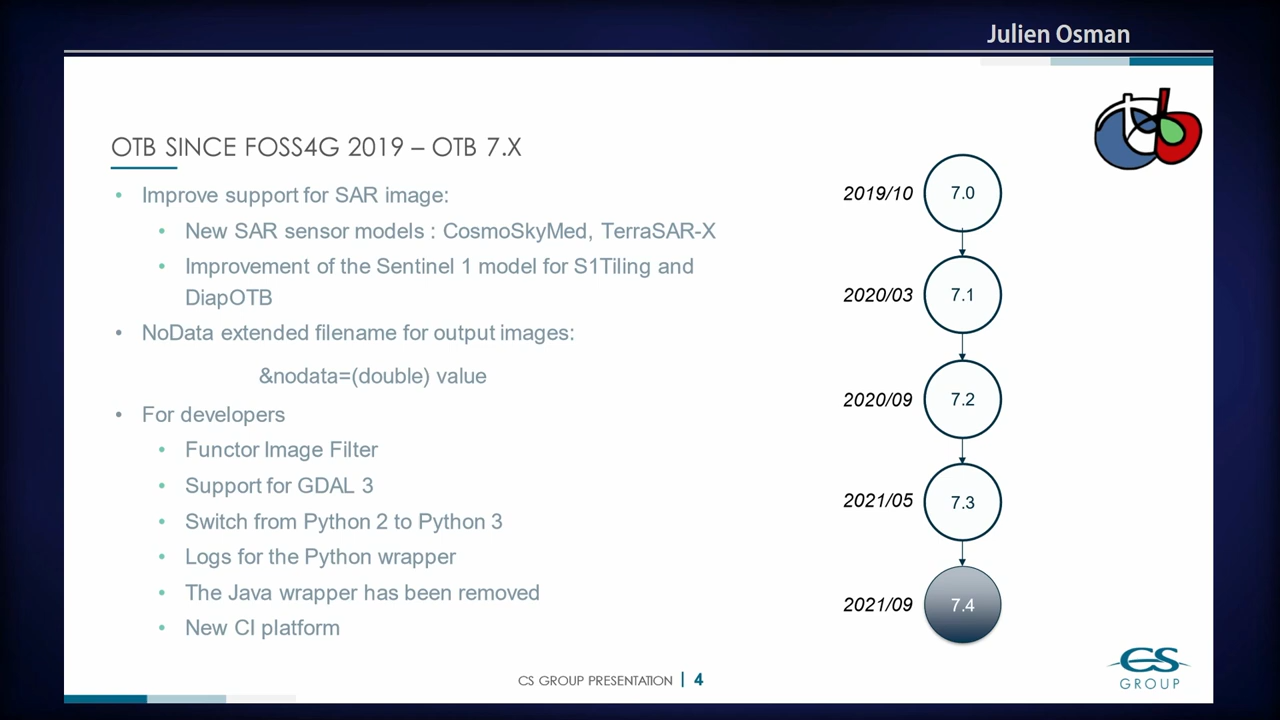 Julien Osman
OTB SINCE FOSS4G 2019 – OTB 7.X
• Improve support for SAR image:
• New SAR sensor models : CosmoSkyMed, TerraSAR-X
• Improvement of the Sentinel 1 model for S1Tiling and
DiapOTB
• NoData extended filename for output images:
&nodata=(double) value
• For developers
• Functor Image Filter
• Support for GDAL 3
• Switch from Python 2 to Python 3
• Logs for the Python wrapper
• The Java wrapper has been removed
• New CI platform
2019/10 7.0
2020/03 7.1
2020/09 7.2
2021/05 7.3
2021/09 7.4
otb
CS GROUP PRESENTATION | 4
CS
GROUP